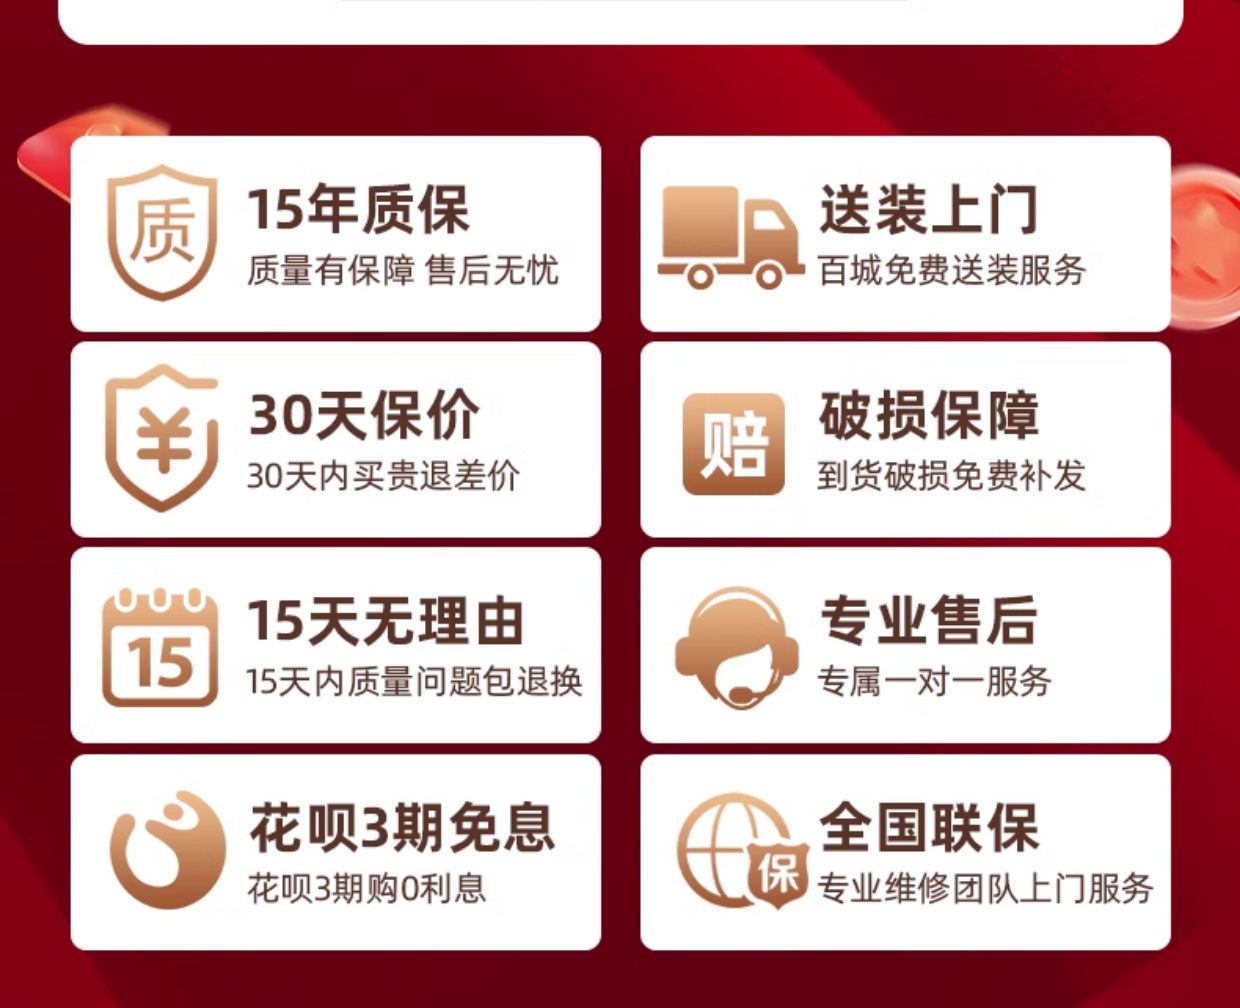 质
15年质保
质量有保障 售后无忧
送装上门
百城免费送装服务
¥
30天保价
30天内买贵退差价
赔
破损保障
到货破损免费补发
15
15天无理由
15天内质量问题包退换
专业售后
专属一对一服务
花呗3期免息
花呗3期购0利息
保
全国联保
专业维修团队上门服务